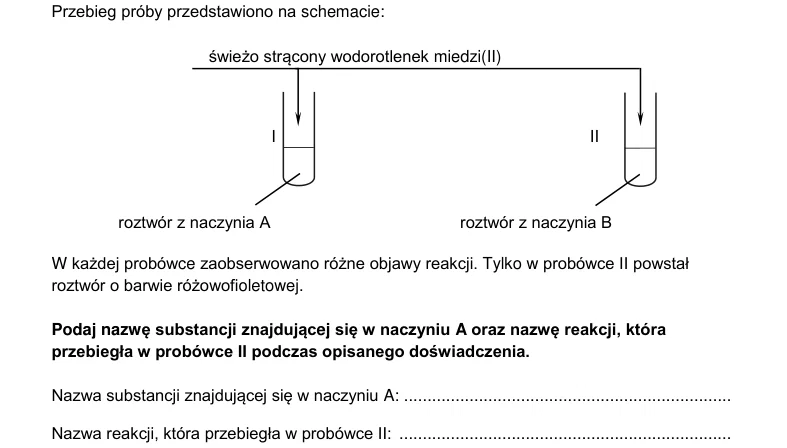 Przebieg próby przedstawiono na schemacie:
świeżo strącony wodorotlenek miedzi(II)
I
II
roztwór z naczynia A
roztwór z naczynia B
W każdej probówce zaobserwowano różne objawy reakcji. Tylko w probówce II powstał
roztwór o barwie różowofioletowej.
Podaj nazwę substancji znajdującej się w naczyniu A oraz nazwę reakcji, która
przebiegła w probówce II podczas opisanego doświadczenia.
Nazwa substancji znajdującej się w naczyniu A: ........................................................................
Nazwa reakcji, która przebiegła w probówce II: .........................................................................